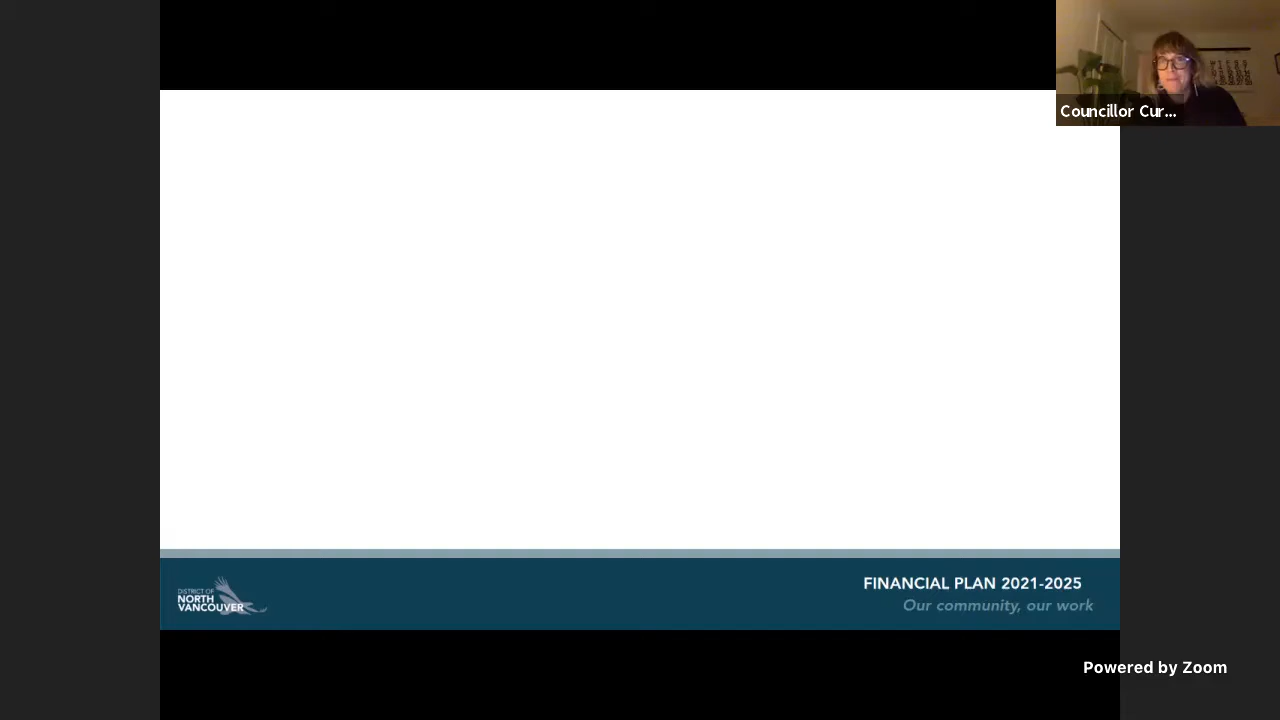 Councillor Cur...
DISTRICT OF
NORTH
VANCOUVER
FINANCIAL PLAN 2021-2025
Our community, our work
Powered by Zoom